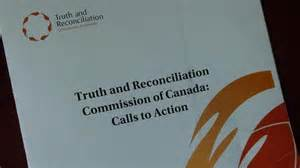 Truth and
Reconciliation
Truth and Reconciliation
Commission of Canada:
Calls to Action